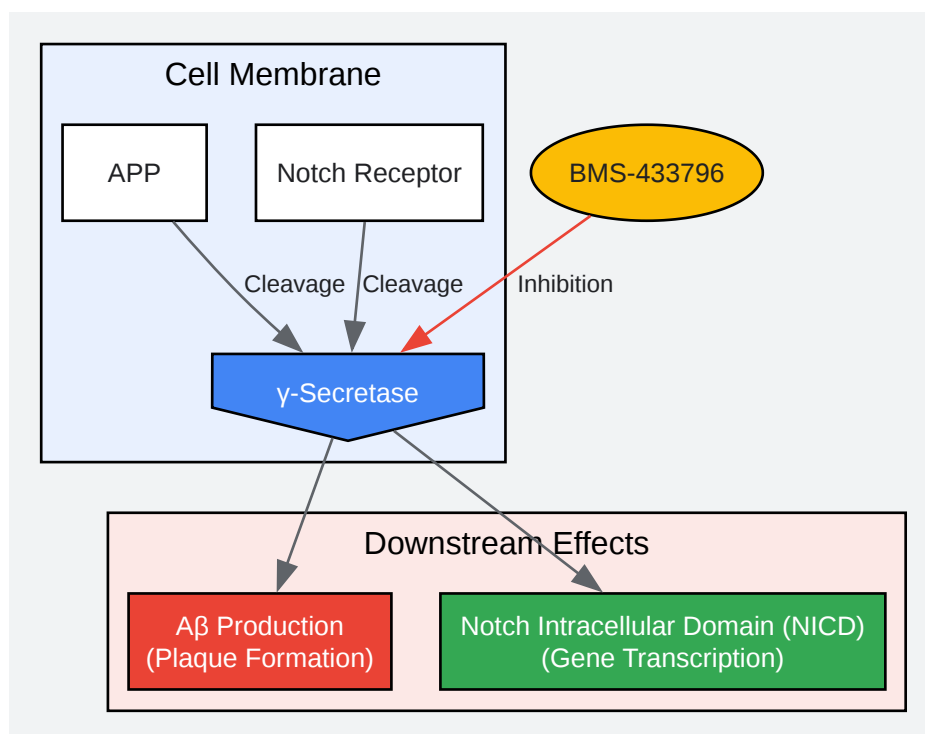 Cell Membrane
APP
Notch Receptor
BMS-433796
Cleavage
Cleavage
Inhibition
γ-Secretase
Downstream Effects
Aβ Production
(Plaque Formation)
Notch Intracellular Domain (NICD)
(Gene Transcription)